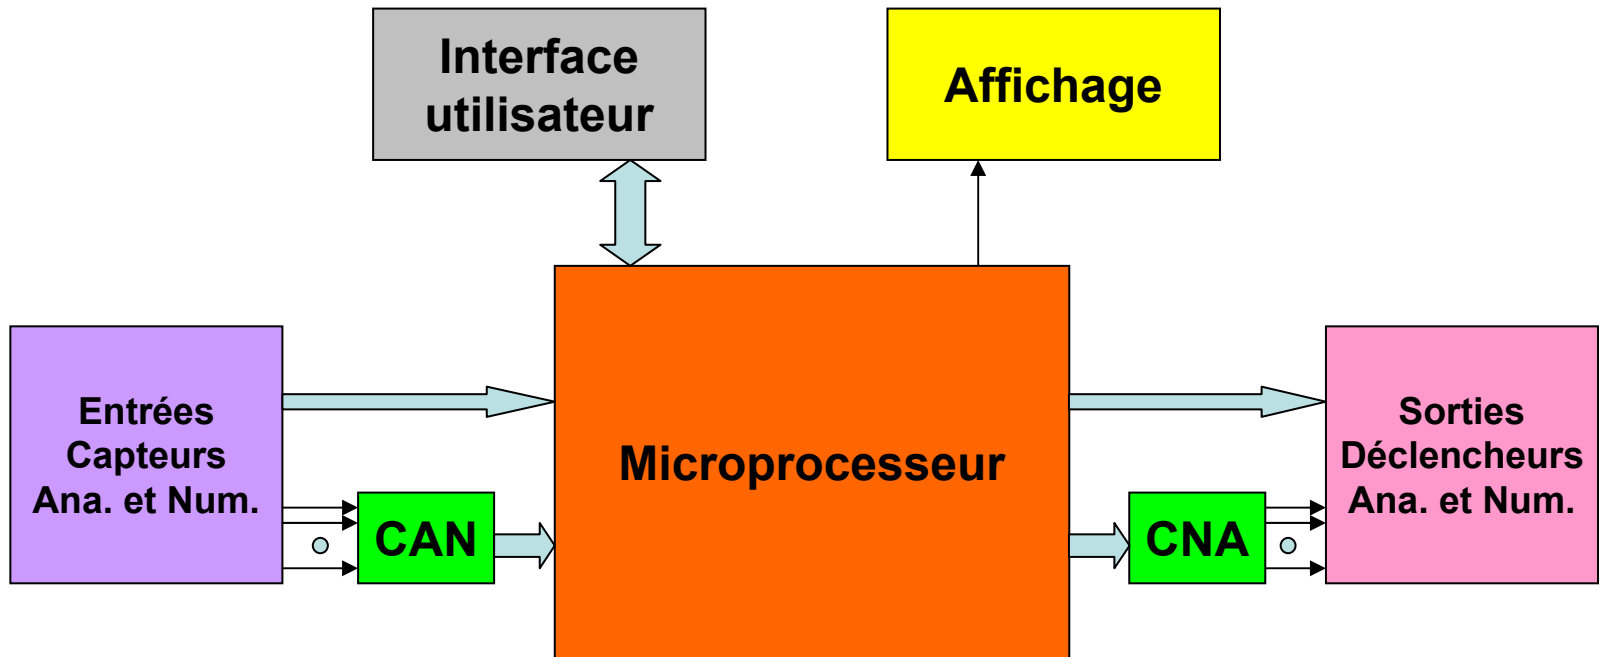 Interface
utilisateur
Affichage
Entrées
Capteurs
Ana. et Num.
CAN
Microprocesseur
CNA
Sorties
Déclencheurs
Ana. et Num.